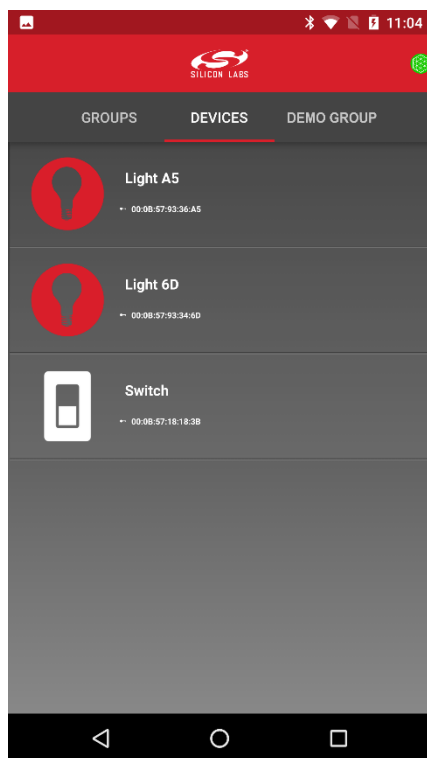 11:04
SILICON LABS
GROUPS DEVICES DEMO GROUP
Light A5
00:0B:57:93:36:A5
Light 6D
00:0B:57:93:34:6D
Switch
00:0B:57:18:18:3B